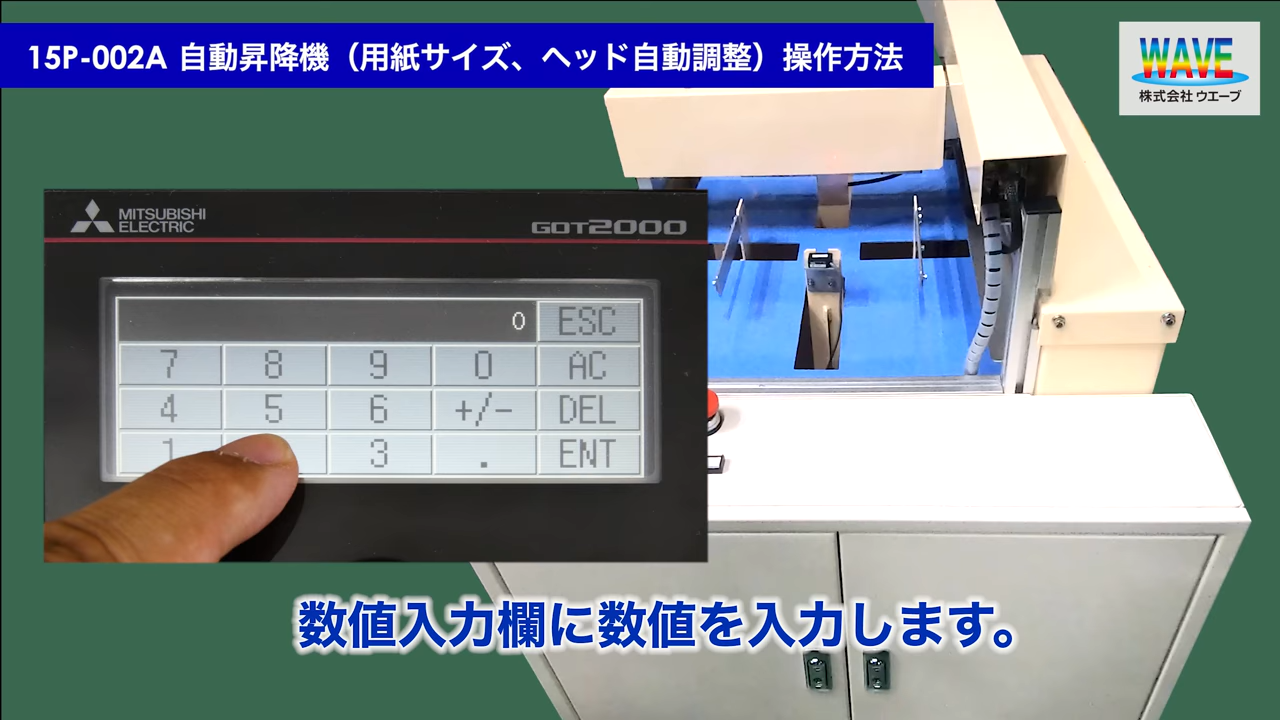 15P-002A 自動昇降機（用紙サイズ、ヘッド自動調整）操作方法
WAVE
株式会社 ウエーブ
MITSUBISHI
ELECTRIC
GOT2000
0 ESC
7 8 9 0 AC
4 5 6 +/- DEL
1 3 . ENT
数値入力欄に数値を入力します。